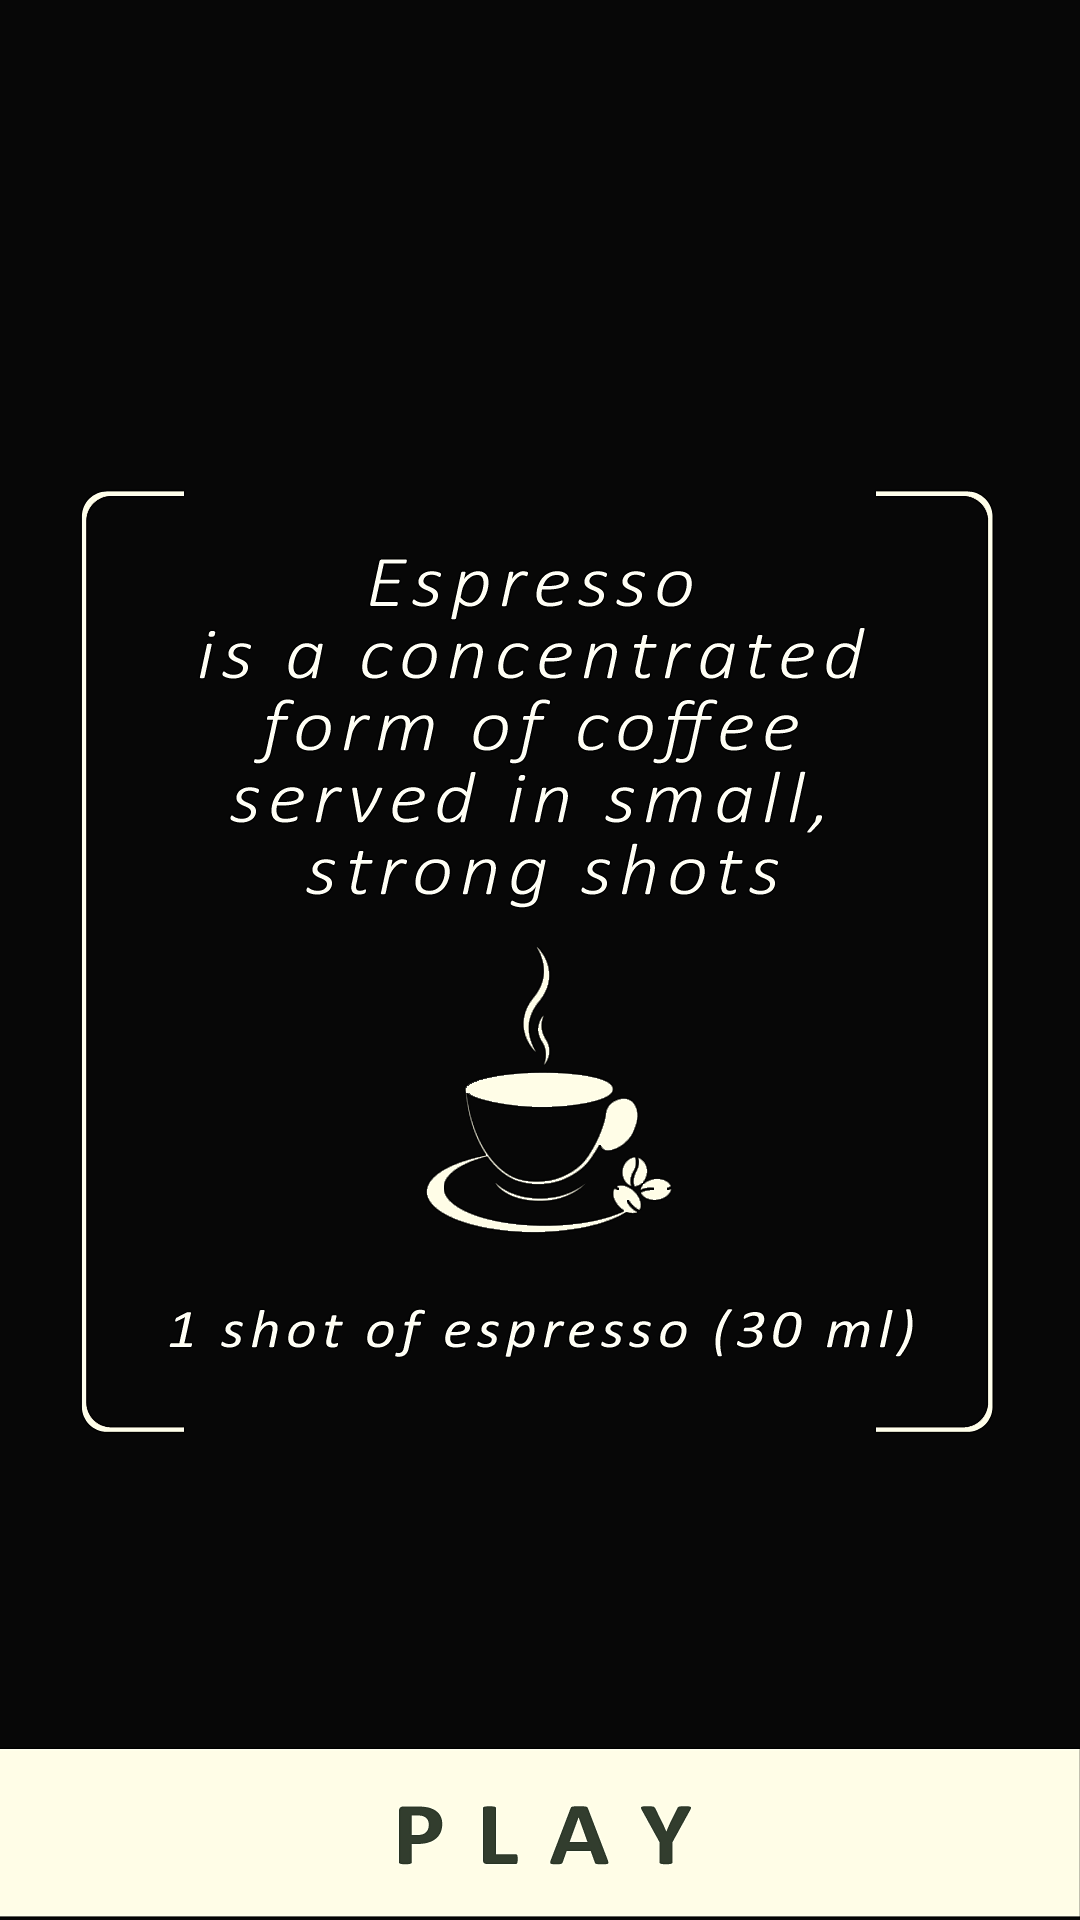 Espresso
is a concentrated
form of coffee
served in small,
strong shots
1 shot of espresso (30 ml)
PLAY